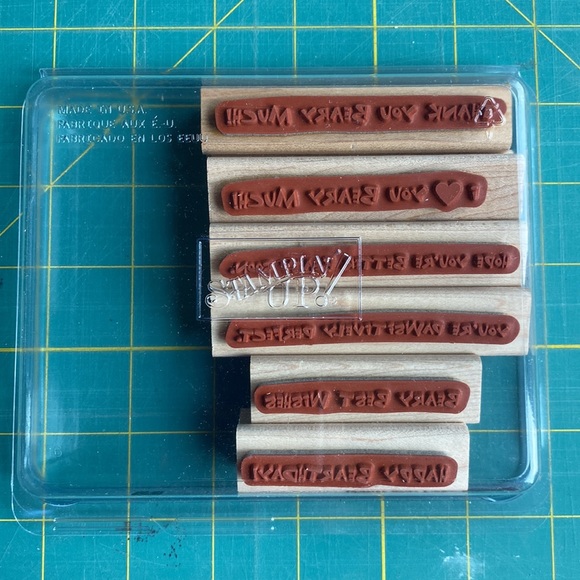 MADE IN U.S.A.
FABRIQUE AUX É.-U.
FABRICADO EN LOS EEUU
THANK YOU BEARY MUCH!
I ♥ YOU BEARY MUCH!
HOPE YOU'RE BETTER SOON.
© STAMPIN' UP!
YOU'RE PAWSITIVELY PERFECT.
BEARY BEST WISHES
HAPPY BEARTHDAY!